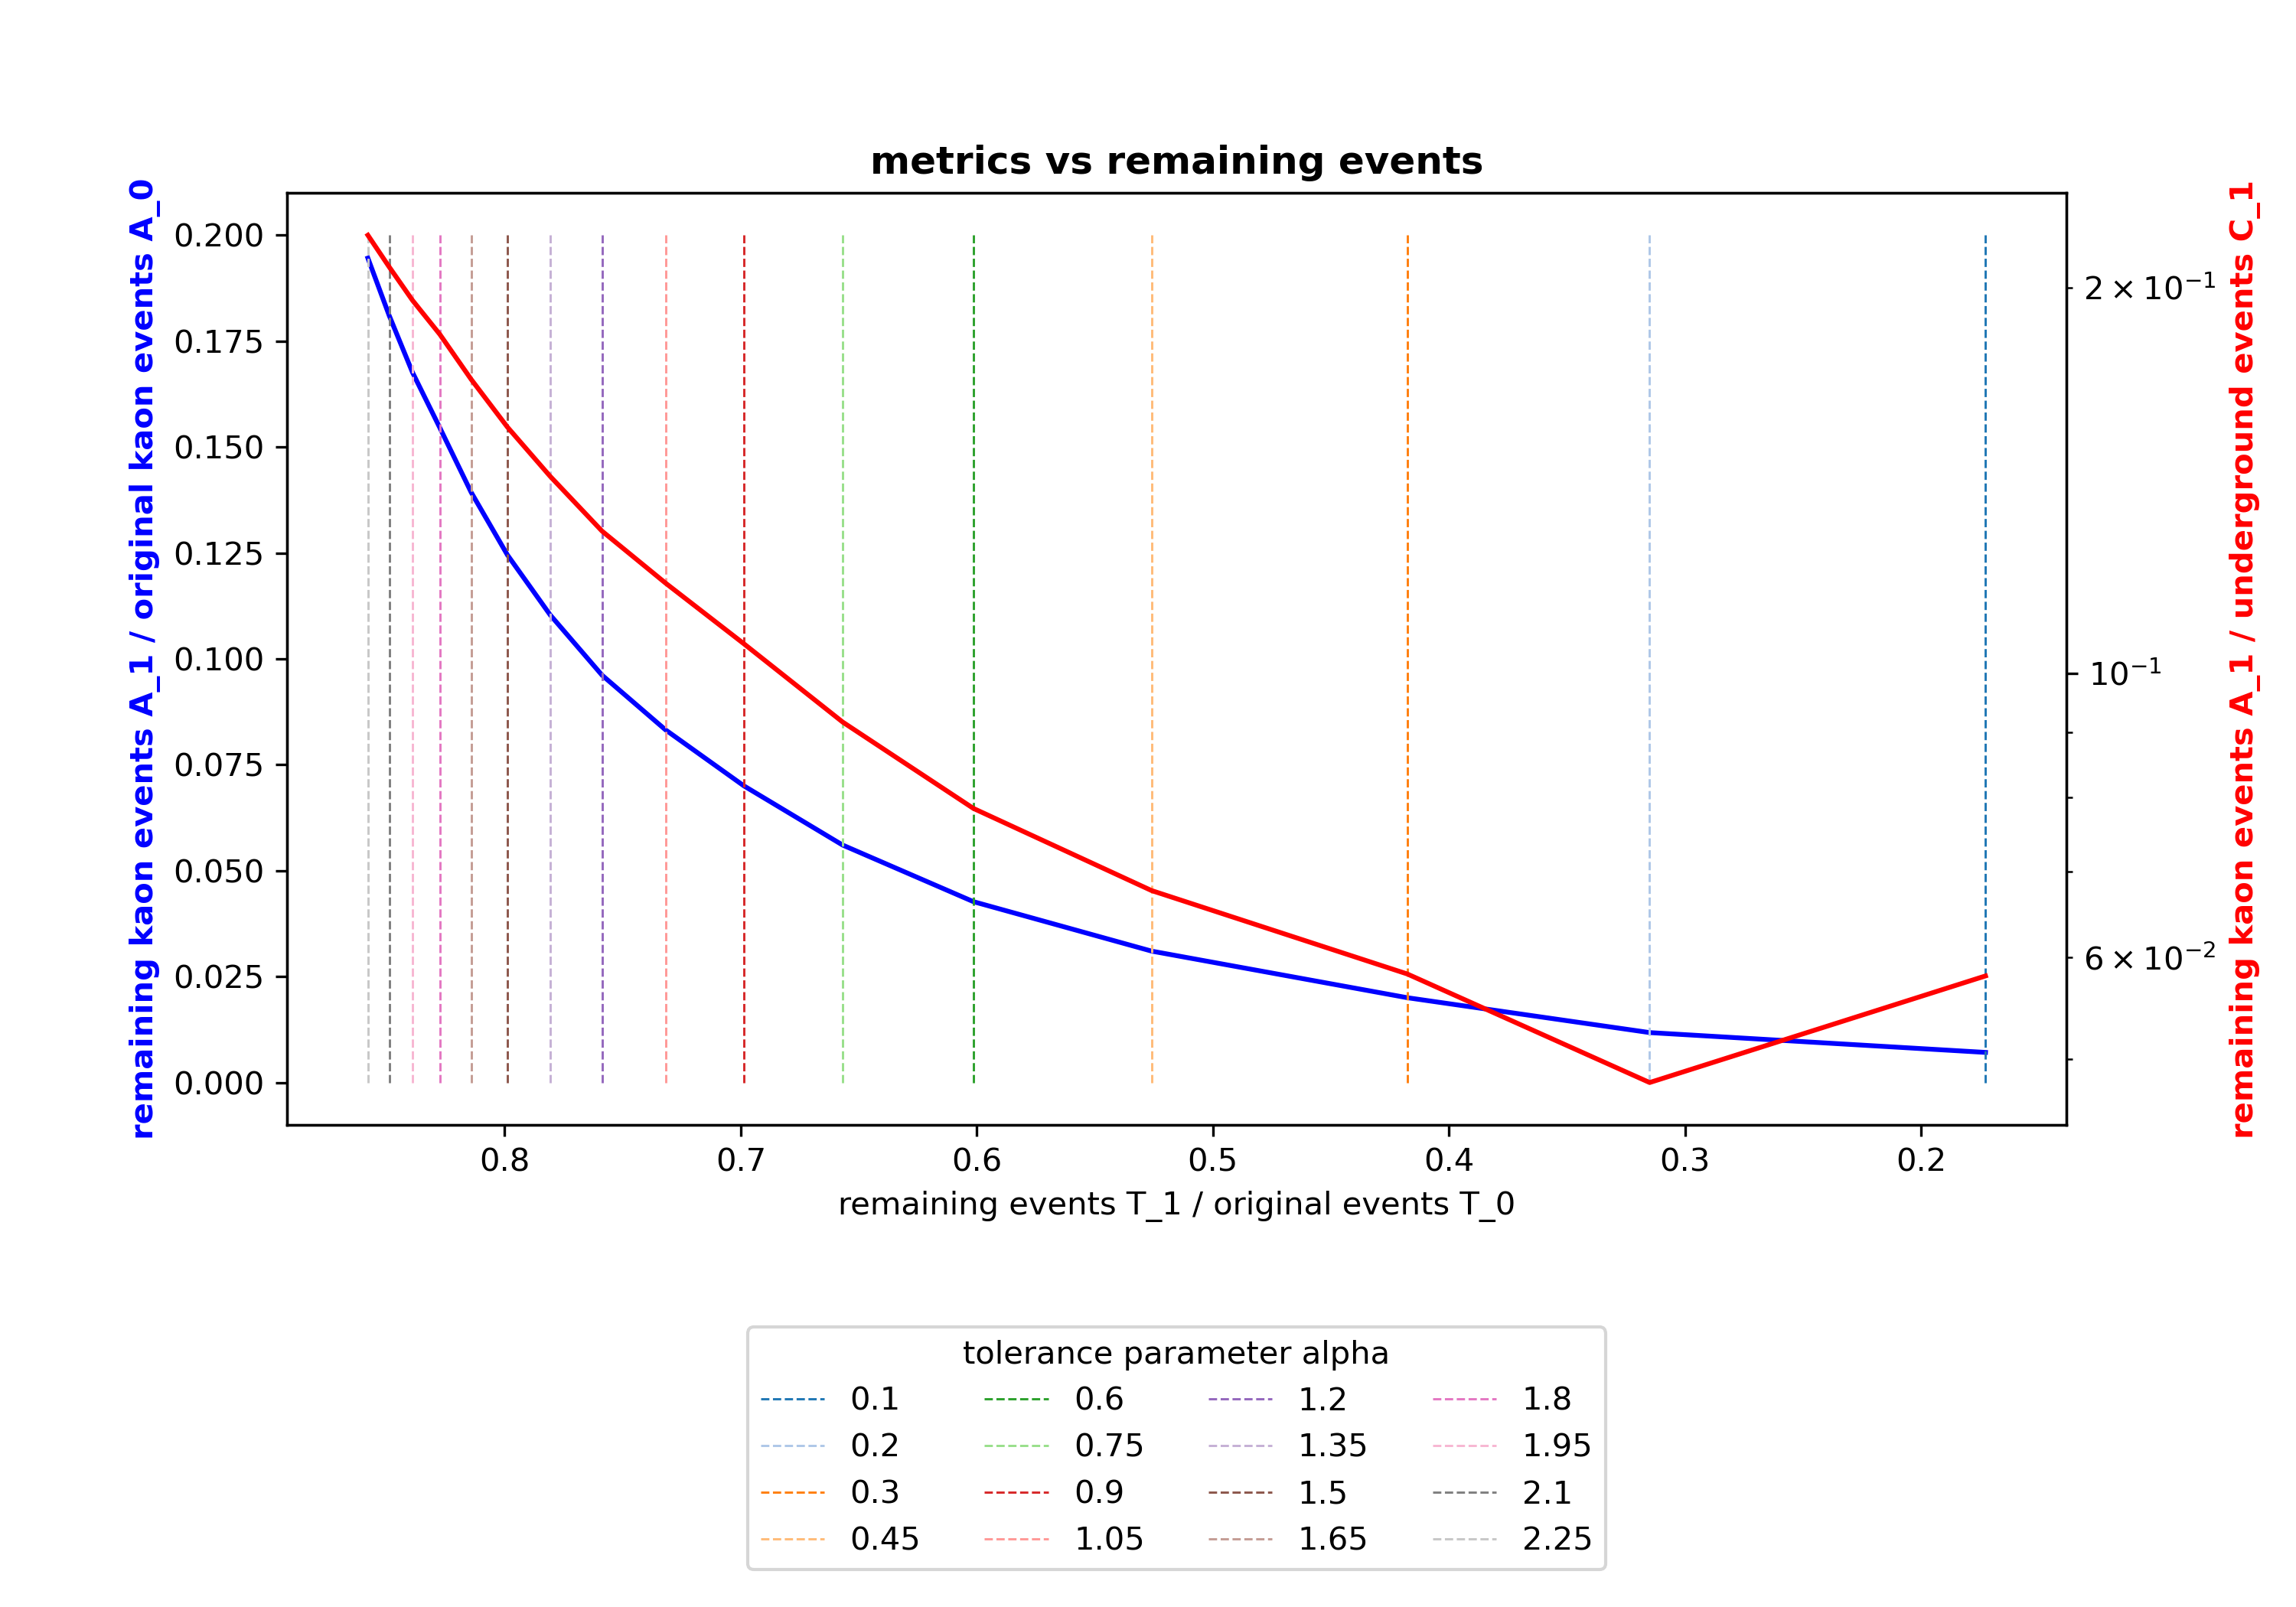 metrics vs remaining events
remaining kaon events A_1 / original kaon events A_0
0.200
0.175
0.150
0.125
0.100
0.075
0.050
0.025
0.000
2 × 10⁻¹
10⁻¹
6 × 10⁻²
remaining kaon events A_1 / underground events C_1
0.8 0.7 0.6 0.5 0.4 0.3 0.2
remaining events T_1 / original events T_0
tolerance parameter alpha
0.1 0.6 1.2 1.8
0.2 0.75 1.35 1.95
0.3 0.9 1.5 2.1
0.45 1.05 1.65 2.25